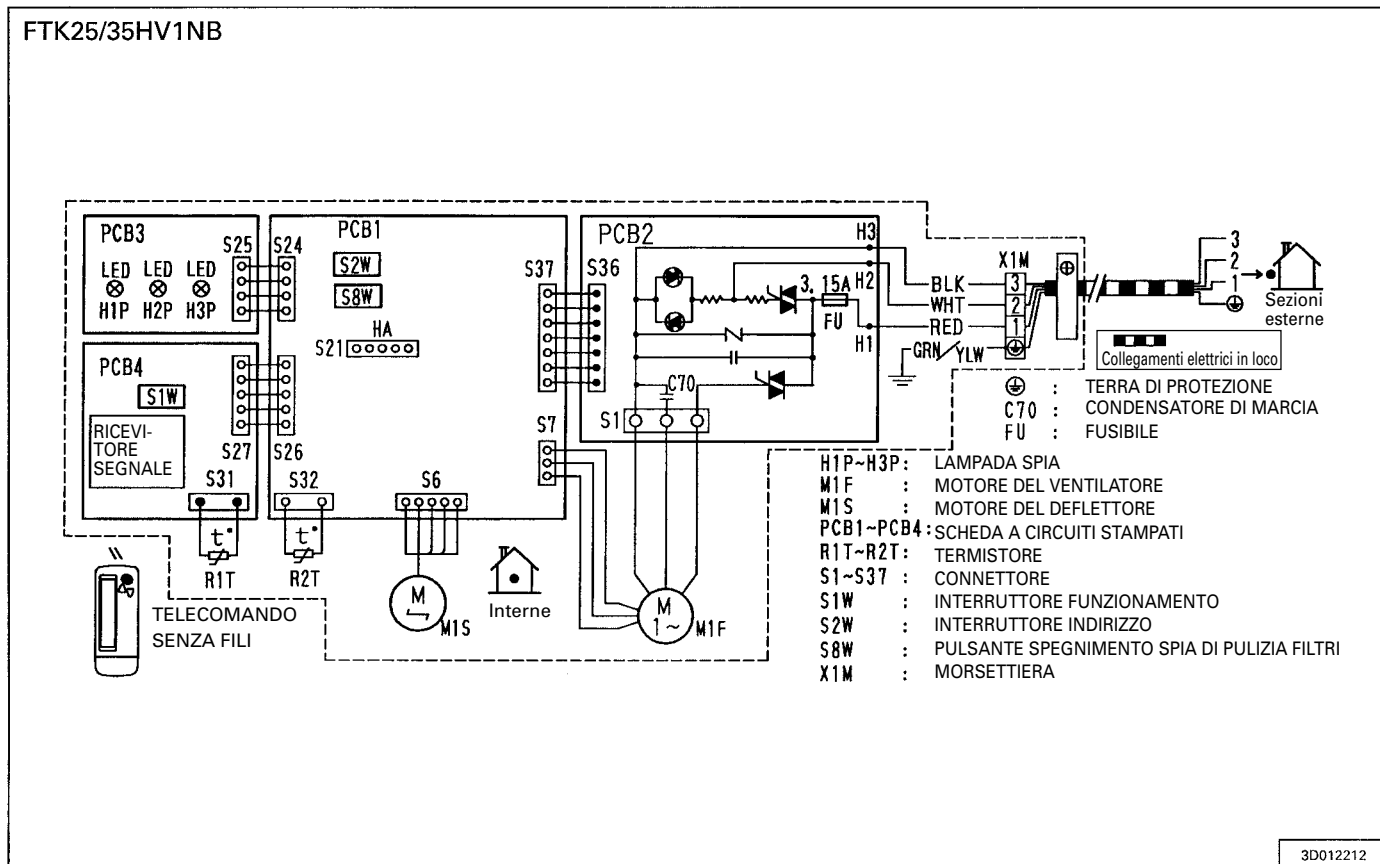 FTK25/35HV1NB
PCB3
S25
LED LED LED
H1P H2P H3P
S24
PCB1
S2W
S8W
HA
S21
S37
S36
PCB2
H3
H2
3. 15A
FU
H1
C70
S1
BLK
WHT
RED
GRN YLW
X1M
3
2
1
3
2
1
Sezioni
esterne
Collegamenti elettrici in loco
PCB4
S1W
RICEVI-
TORE
SEGNALE
S27
S26
S31
S32
S6
S7
t°
R1T
t°
R2T
M
M1S
Interne
M
1~
M1F
TELECOMANDO
SENZA FILI
: TERRA DI PROTEZIONE
C70 : CONDENSATORE DI MARCIA
FU : FUSIBILE
H1P~H3P: LAMPADA SPIA
M1F : MOTORE DEL VENTILATORE
M1S : MOTORE DEL DEFLETTORE
PCB1~PCB4: SCHEDA A CIRCUITI STAMPATI
R1T~R2T: TERMISTORE
S1~S37 : CONNETTORE
S1W : INTERRUTTORE FUNZIONAMENTO
S2W : INTERRUTTORE INDIRIZZO
S8W : PULSANTE SPEGNIMENTO SPIA DI PULIZIA FILTRI
X1M : MORSETTIERA
3D012212